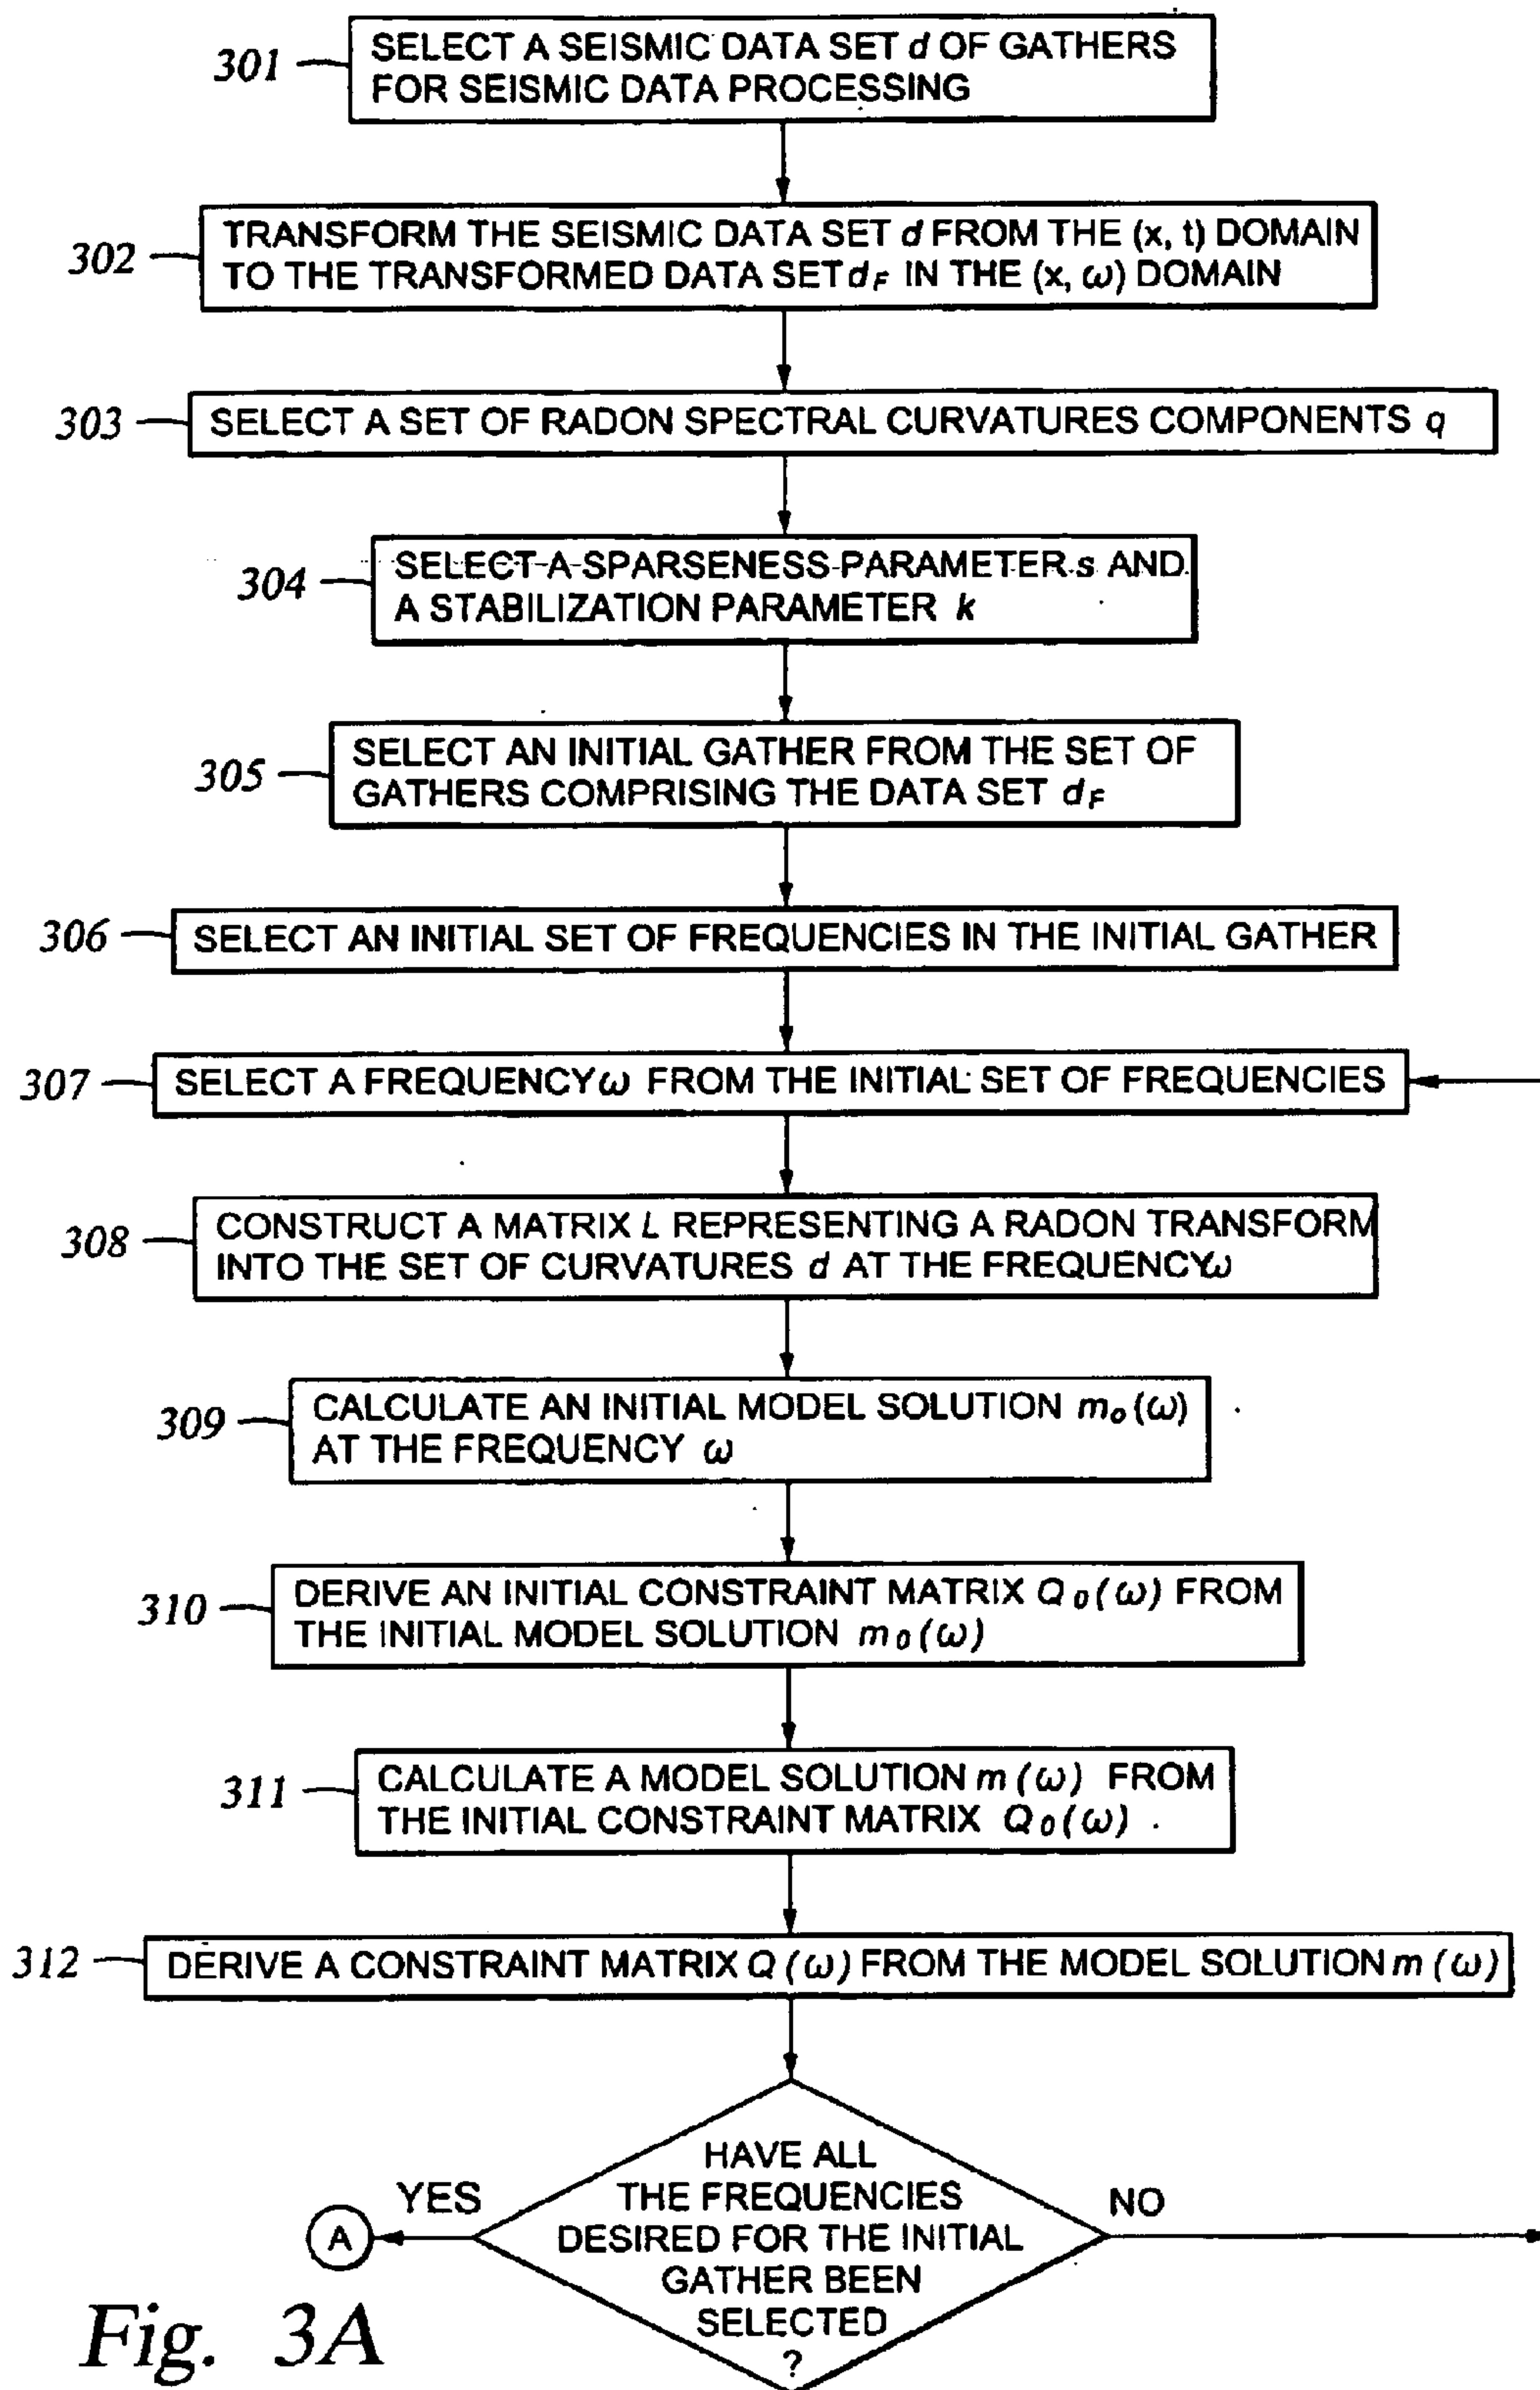 301
SELECT A SEISMIC DATA SET d OF GATHERS
FOR SEISMIC DATA PROCESSING
302
TRANSFORM THE SEISMIC DATA SET d FROM THE (x, t) DOMAIN
TO THE TRANSFORMED DATA SET dF IN THE (x, ω) DOMAIN
303
SELECT A SET OF RADON SPECTRAL CURVATURES COMPONENTS q
304
SELECT A SPARSENESS PARAMETER s AND
A STABILIZATION PARAMETER k
305
SELECT AN INITIAL GATHER FROM THE SET OF
GATHERS COMPRISING THE DATA SET dF
306
SELECT AN INITIAL SET OF FREQUENCIES IN THE INITIAL GATHER
307
SELECT A FREQUENCY ω FROM THE INITIAL SET OF FREQUENCIES
308
CONSTRUCT A MATRIX L REPRESENTING A RADON TRANSFORM
INTO THE SET OF CURVATURES d AT THE FREQUENCY ω
309
CALCULATE AN INITIAL MODEL SOLUTION mo(ω)
AT THE FREQUENCY ω
310
DERIVE AN INITIAL CONSTRAINT MATRIX Q0(ω) FROM
THE INITIAL MODEL SOLUTION m0(ω)
311
CALCULATE A MODEL SOLUTION m(ω) FROM
THE INITIAL CONSTRAINT MATRIX Q0(ω)
312
DERIVE A CONSTRAINT MATRIX Q(ω) FROM THE MODEL SOLUTION m(ω)
HAVE ALL
THE FREQUENCIES
DESIRED FOR THE INITIAL
GATHER BEEN
SELECTED
?
YES
A
NO
Fig. 3A